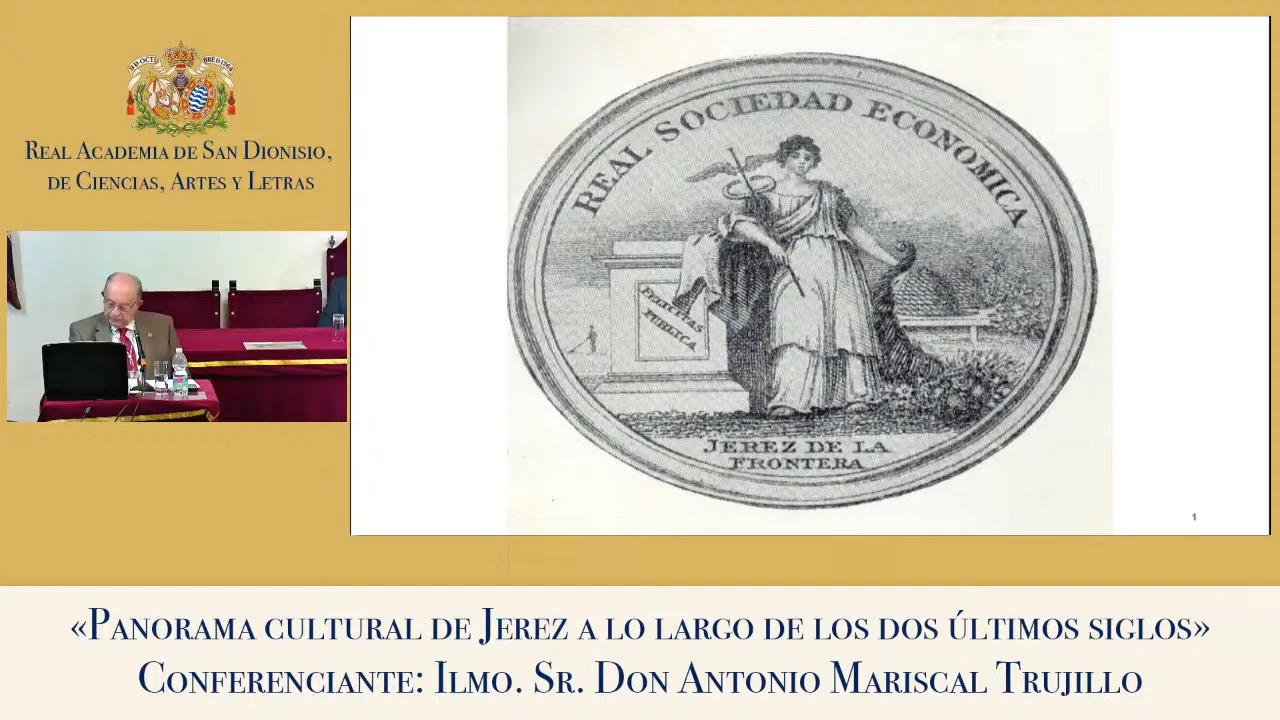 Real Academia de San Dionisio,
de Ciencias, Artes y Letras
REAL SOCIEDAD ECONOMICA
FELICITAS
PUBLICA
JEREZ DE LA
FRONTERA
1
«Panorama cultural de Jerez a lo largo de los dos últimos siglos»
Conferenciante: Ilmo. Sr. Don Antonio Mariscal Trujillo